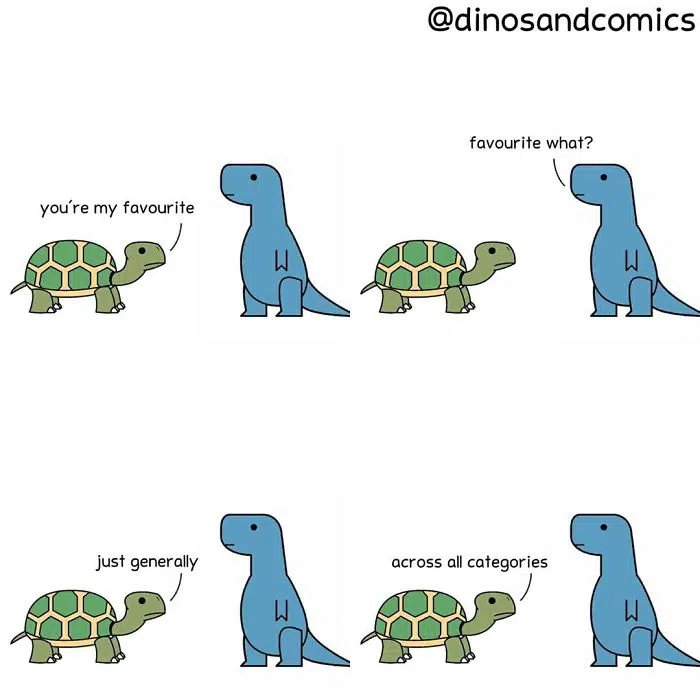 @dinosandcomics
you're my favourite
favourite what?
just generally
across all categories